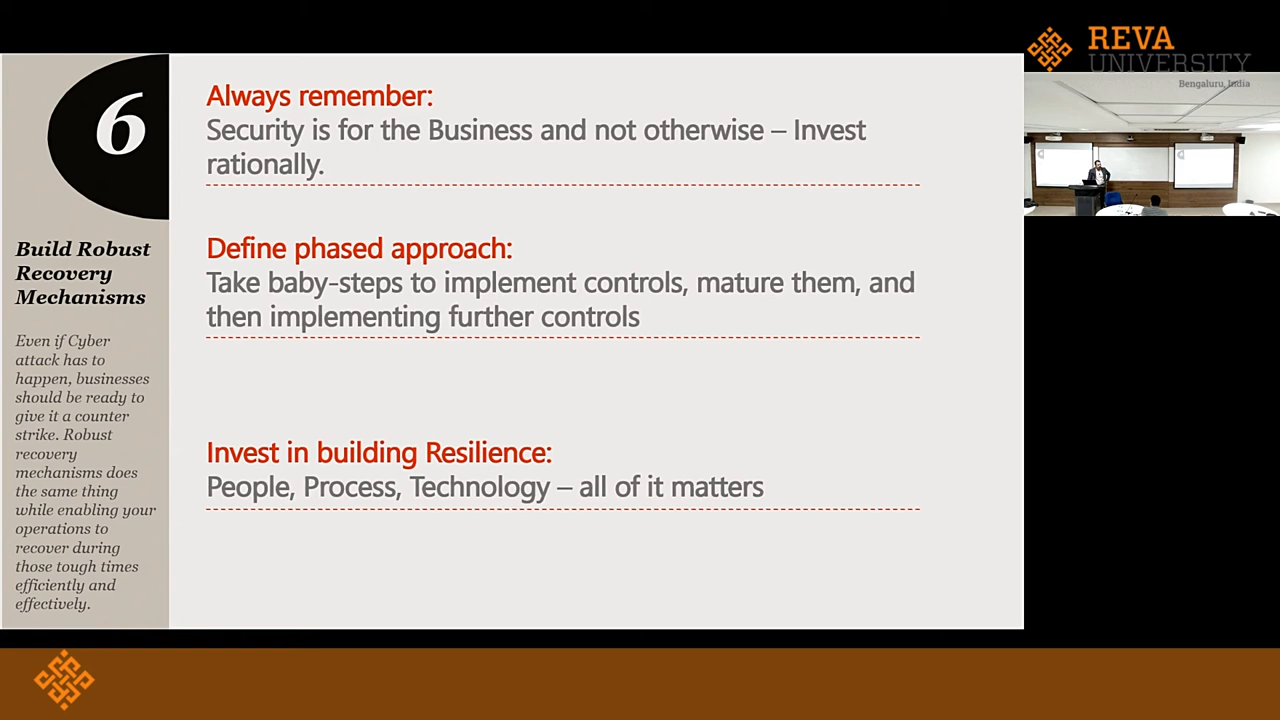 REVA
UNIVERSITY
Bengaluru, India
6
Build Robust
Recovery
Mechanisms
Even if Cyber
attack has to
happen, businesses
should be ready to
give it a counter
strike. Robust
recovery
mechanisms does
the same thing
while enabling your
operations to
recover during
those tough times
efficiently and
effectively.
Always remember:
Security is for the Business and not otherwise – Invest
rationally.
Define phased approach:
Take baby-steps to implement controls, mature them, and
then implementing further controls
Invest in building Resilience:
People, Process, Technology – all of it matters